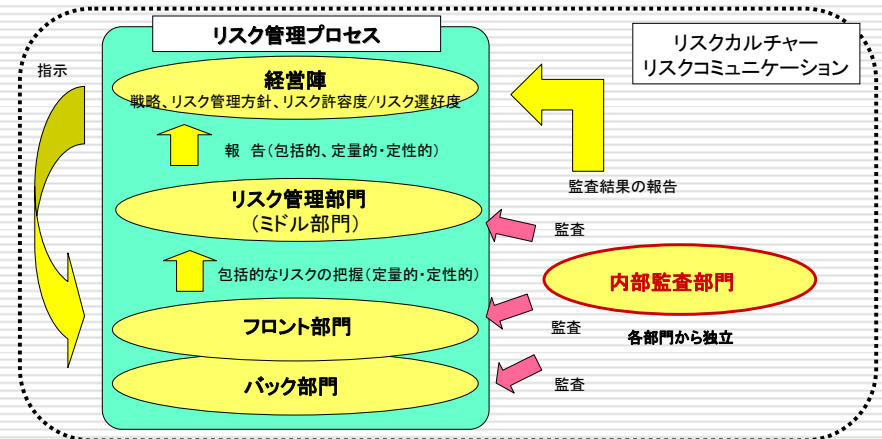 リスク管理プロセス
リスクカルチャー
リスクコミュニケーション
指示
経営陣
戦略、リスク管理方針、リスク許容度/リスク選好度
報　告(包括的、定量的・定性的)
監査結果の報告
リスク管理部門
(ミドル部門)
監査
包括的なリスクの把握(定量的・定性的)
内部監査部門
フロント部門
監査
各部門から独立
バック部門
監査